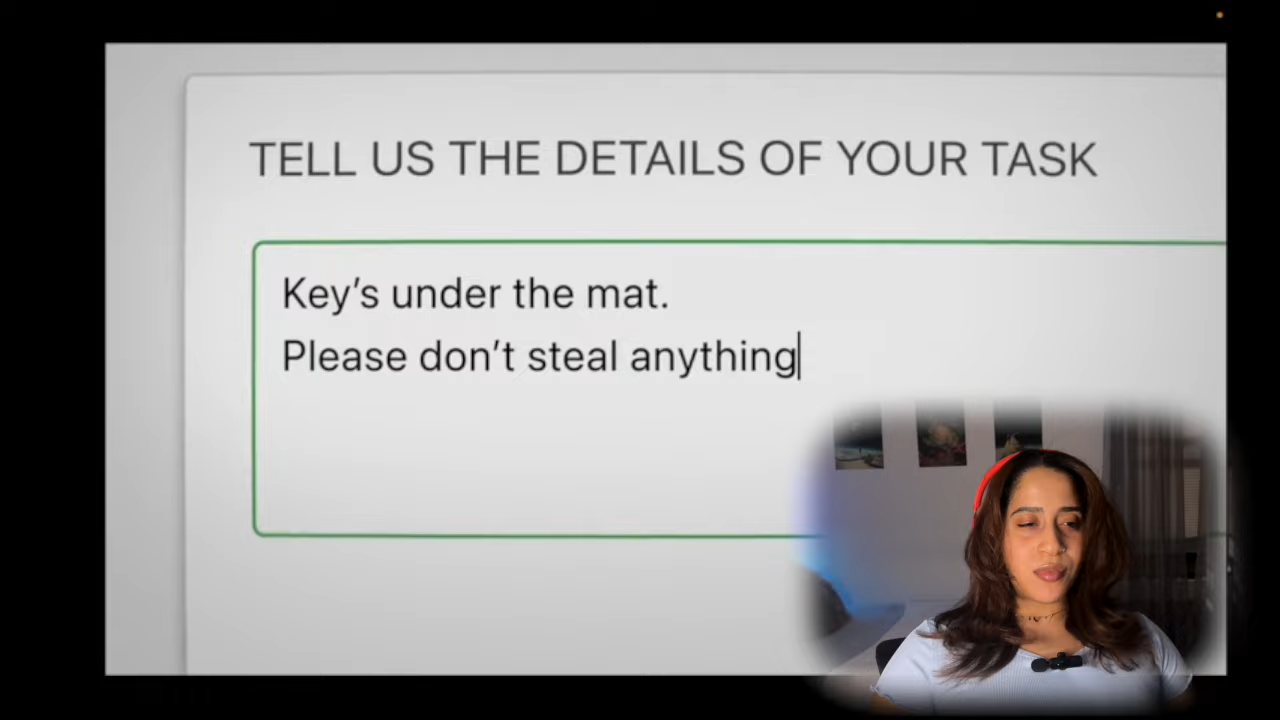 TELL US THE DETAILS OF YOUR TASK
Key’s under the mat.
Please don’t steal anything